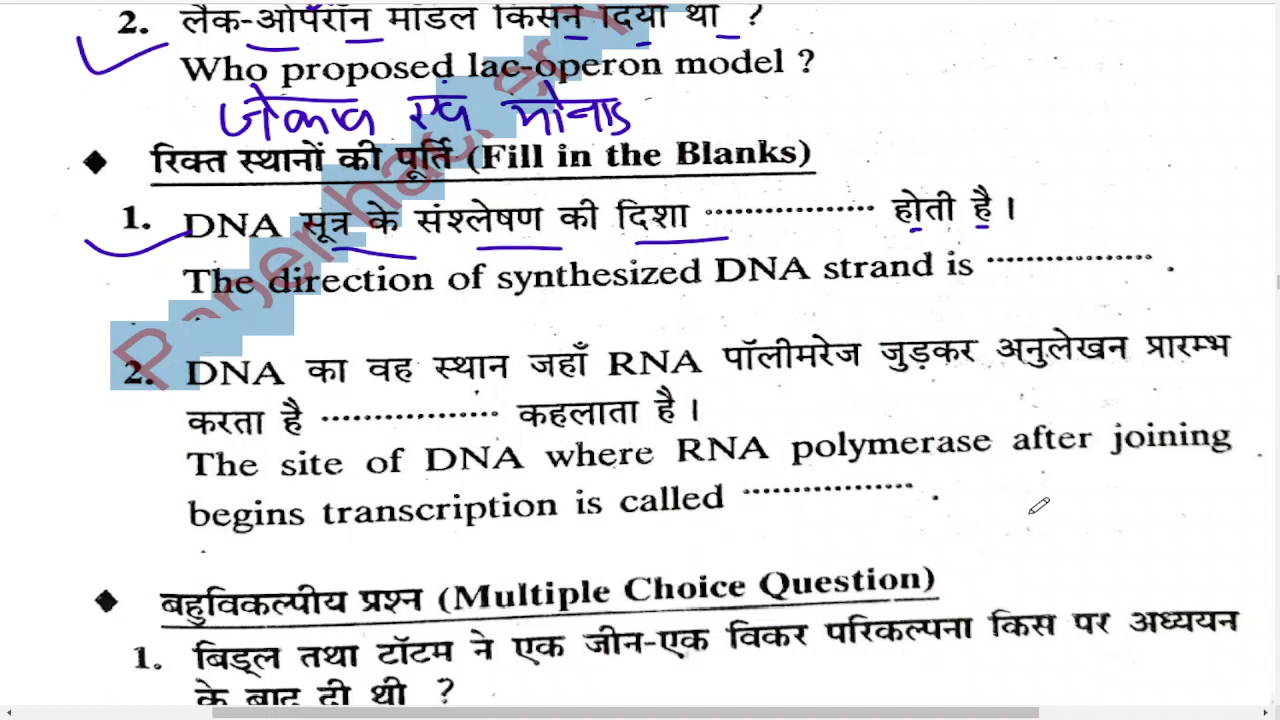 2. लैक-ओपेरॉन मॉडल किसने दिया था ?
Who proposed lac-operon model ?
जेकब एवं मोनाड
◆ रिक्त स्थानों की पूर्ति (Fill in the Blanks)
1. DNA सूत्र के संश्लेषण की दिशा ................. होती है ।
The direction of synthesized DNA strand is ................. .
2. DNA का वह स्थान जहाँ RNA पॉलीमरेज जुड़कर अनुलेखन प्रारम्भ
करता है .................. कहलाता है ।
The site of DNA where RNA polymerase after joining
begins transcription is called ................. .
◆ बहुविकल्पीय प्रश्न (Multiple Choice Question)
1. बिड्ल तथा टॉटम ने एक जीन-एक विकर परिकल्पना किस पर अध्ययन
के बाद दी थी ?